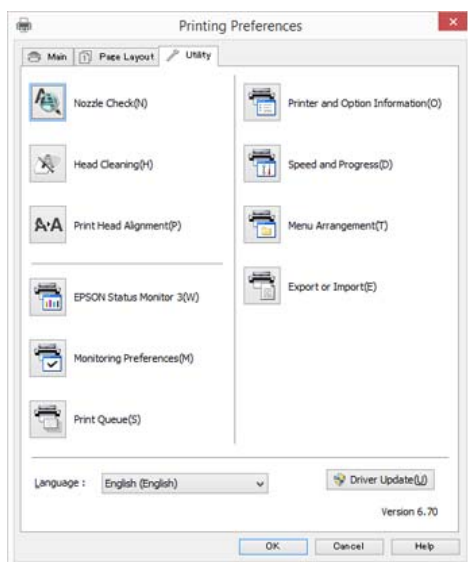 Printing Preferences
Main
Page Layout
Utility
Nozzle Check(N)
Head Cleaning(H)
A·A
Print Head Alignment(P)
EPSON Status Monitor 3(W)
Monitoring Preferences(M)
Print Queue(S)
Printer and Option Information(O)
Speed and Progress(D)
Menu Arrangement(T)
Export or Import(E)
Language :
English (English)
Driver Update(U)
Version 6.70
OK
Cancel
Help